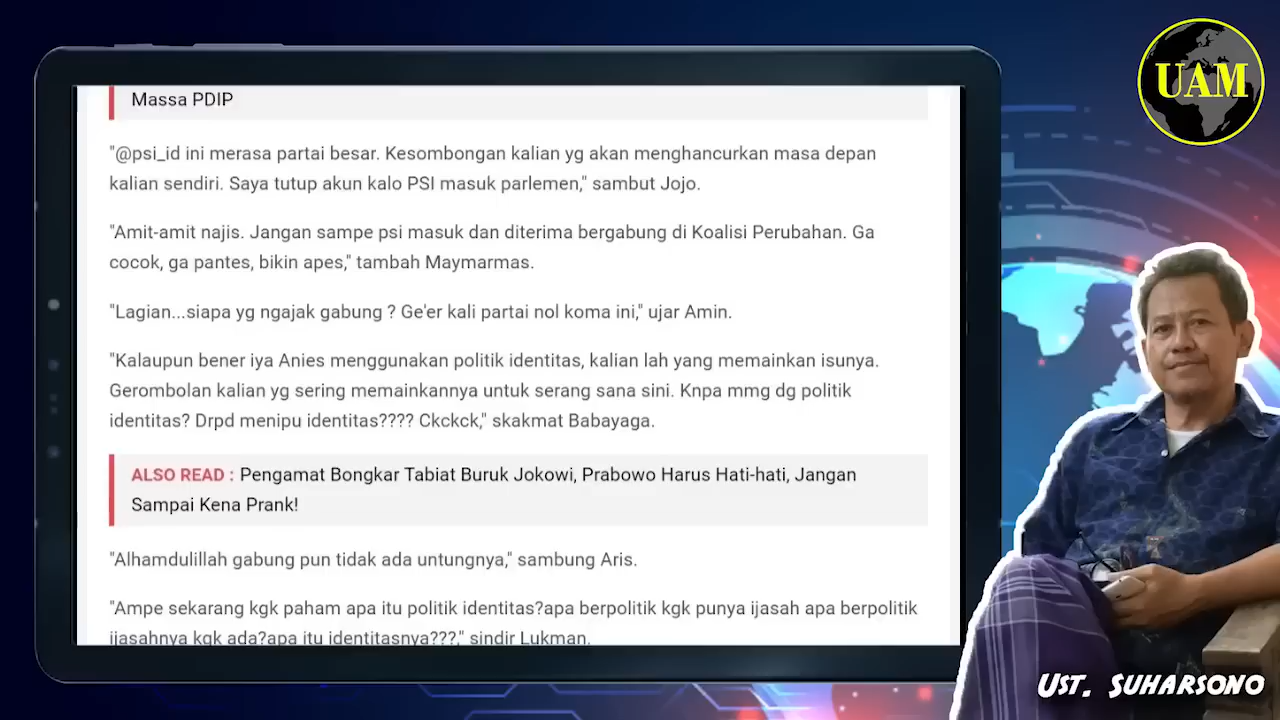 UAM
Massa PDIP
"@psi_id ini merasa partai besar. Kesombongan kalian yg akan menghancurkan masa depan
kalian sendiri. Saya tutup akun kalo PSI masuk parlemen," sambut Jojo.
"Amit-amit najis. Jangan sampe psi masuk dan diterima bergabung di Koalisi Perubahan. Ga
cocok, ga pantes, bikin apes," tambah Maymarmas.
"Lagian...siapa yg ngajak gabung ? Ge'er kali partai nol koma ini," ujar Amin.
"Kalaupun bener iya Anies menggunakan politik identitas, kalian lah yang memainkan isunya.
Gerombolan kalian yg sering memainkannya untuk serang sana sini. Knpa mmg dg politik
identitas? Drpd menipu identitas???? Ckckck," skakmat Babayaga.
ALSO READ : Pengamat Bongkar Tabiat Buruk Jokowi, Prabowo Harus Hati-hati, Jangan
Sampai Kena Prank!
"Alhamdulillah gabung pun tidak ada untungnya," sambung Aris.
"Ampe sekarang kgk paham apa itu politik identitas?apa berpolitik kgk punya ijasah apa berpolitik
ijasahnya kgk ada?apa itu identitasnya???," sindir Lukman.
Ust. Suharsono